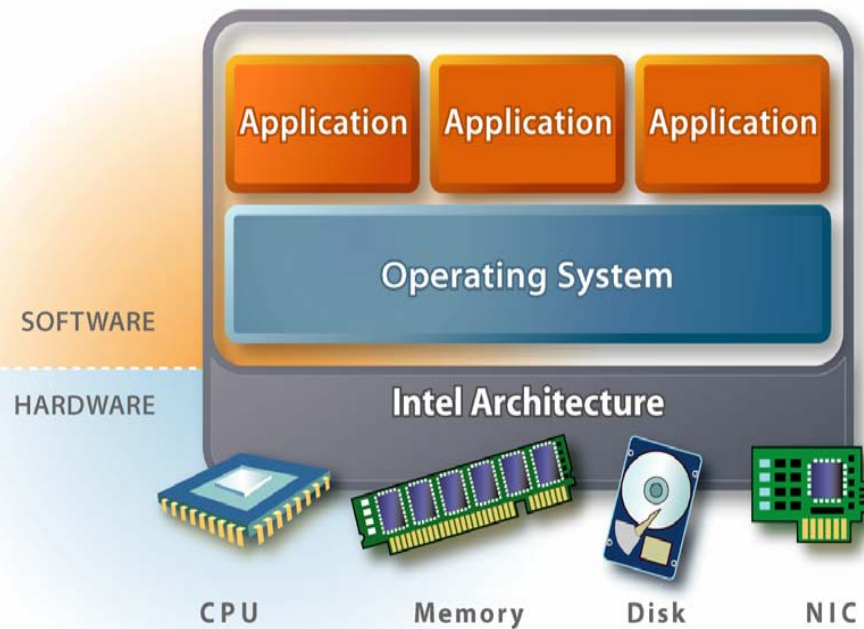 Application Application Application
Operating System
SOFTWARE
HARDWARE
Intel Architecture
CPU Memory Disk NIC